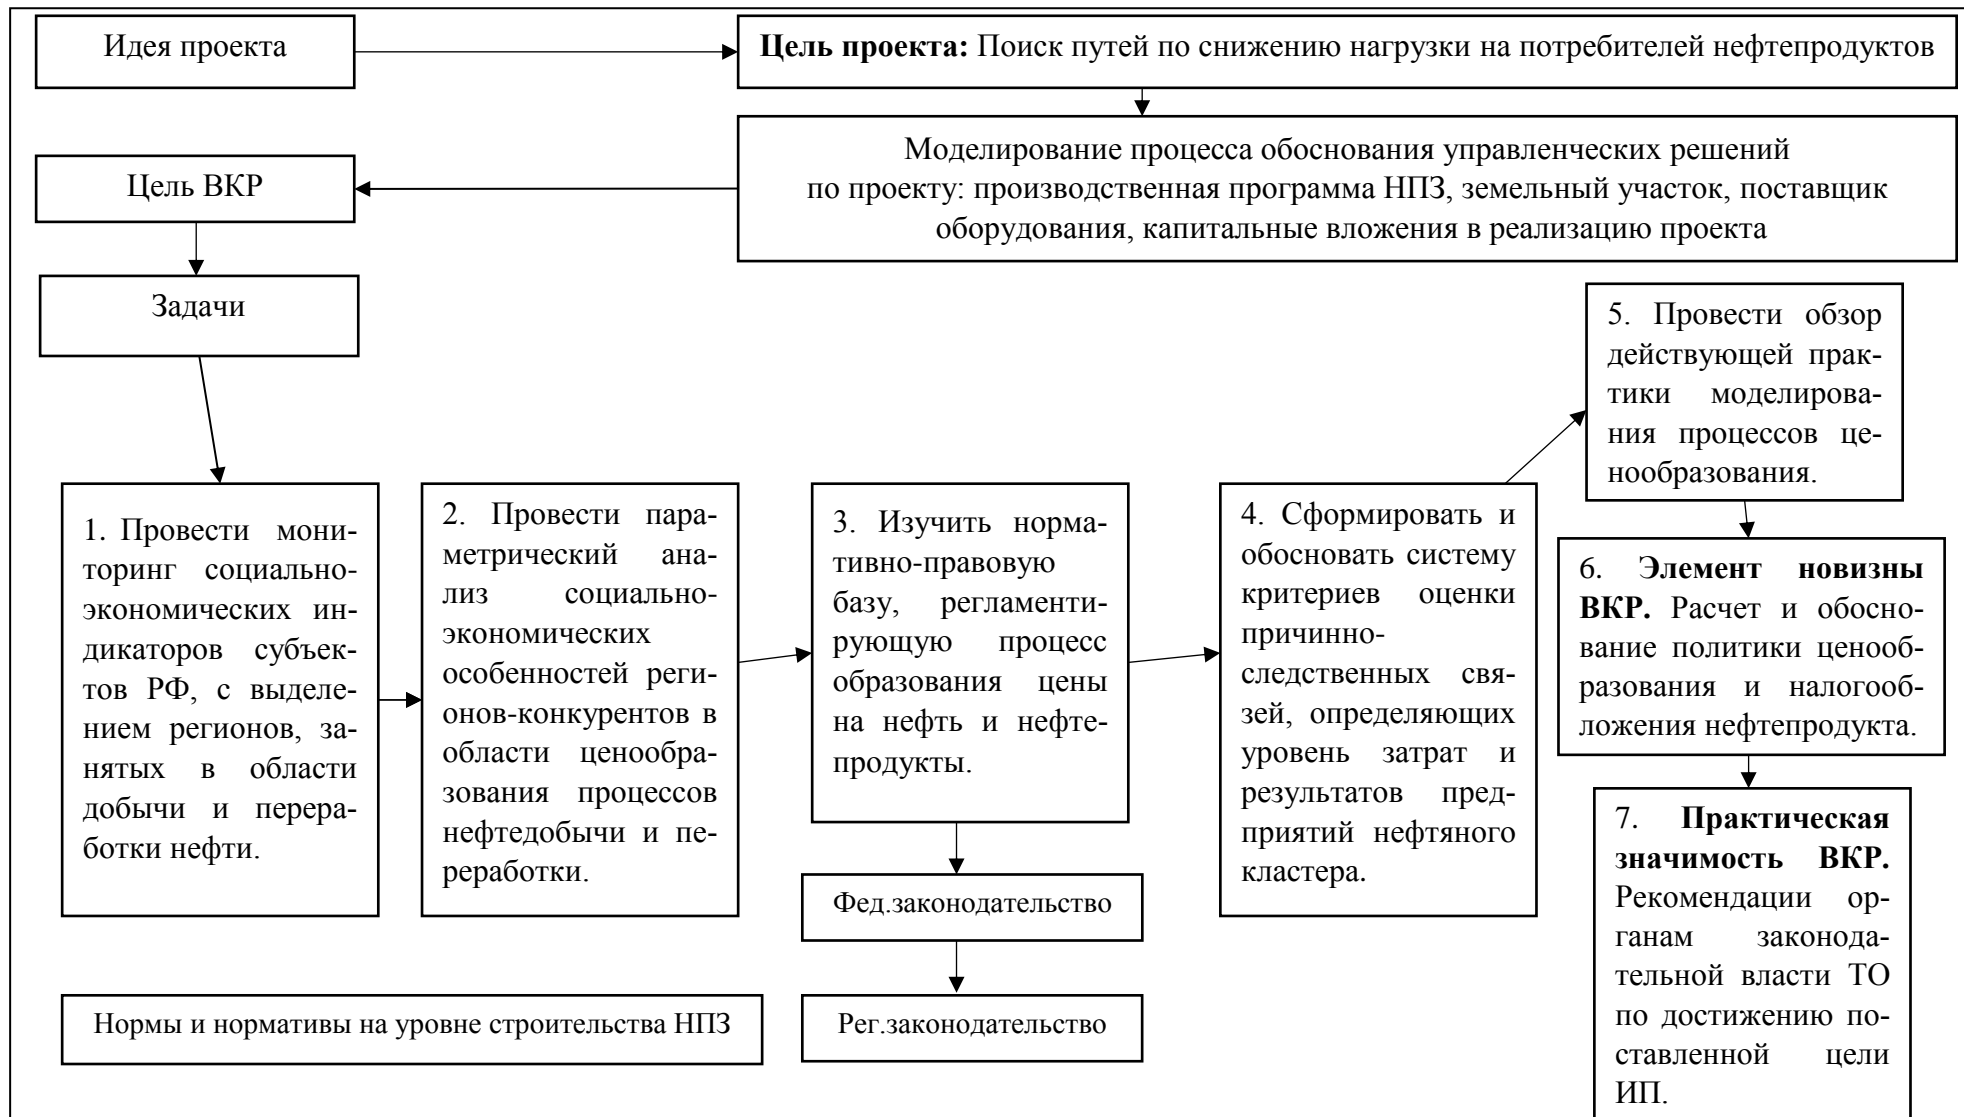 Идея проекта
Цель проекта: Поиск путей по снижению нагрузки на потребителей нефтепродуктов
Моделирование процесса обоснования управленческих решений
по проекту: производственная программа НПЗ, земельный участок, поставщик
оборудования, капитальные вложения в реализацию проекта
Цель ВКР
Задачи
1. Провести мони-
торинг социально-
экономических ин-
дикаторов субъек-
тов РФ, с выделе-
нием регионов, за-
нятых в области
добычи и перера-
ботки нефти.
2. Провести пара-
метрический ана-
лиз социально-
экономических
особенностей реги-
онов-конкурентов в
области ценообра-
зования процессов
нефтедобычи и пе-
реработки.
3. Изучить норма-
тивно-правовую
базу, регламенти-
рующую процесс
образования цены
на нефть и нефте-
продукты.
Фед.законодательство
Рег.законодательство
4. Сформировать и
обосновать систему
критериев оценки
причинно-
следственных свя-
зей, определяющих
уровень затрат и
результатов пред-
приятий нефтяного
кластера.
5. Провести обзор
действующей прак-
тики моделирова-
ния процессов це-
нообразования.
6. Элемент новизны
ВКР. Расчет и обосно-
вание политики ценооб-
разования и налогооб-
ложения нефтепродукта.
7. Практическая
значимость ВКР.
Рекомендации ор-
ганам законода-
тельной власти ТО
по достижению по-
ставленной цели
ИП.
Нормы и нормативы на уровне строительства НПЗ